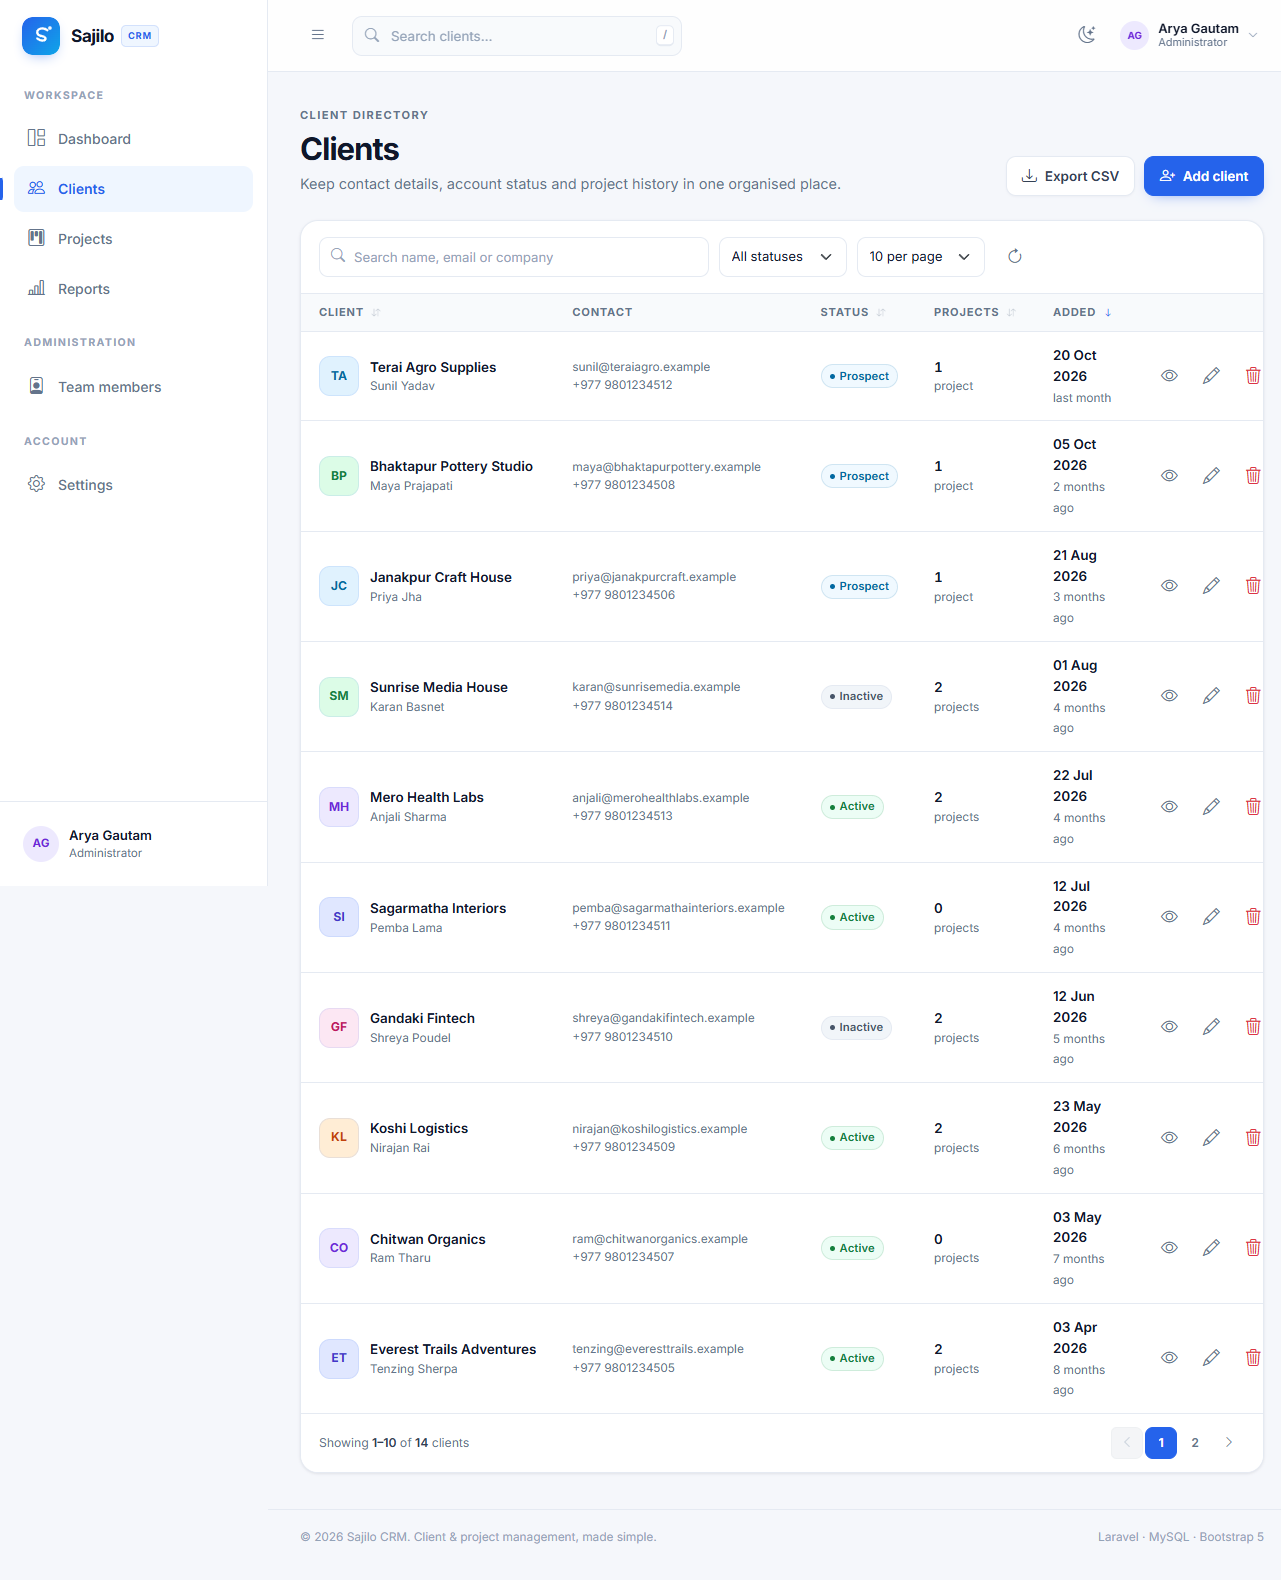 Sajilo CRM
WORKSPACE
Dashboard
Clients
Projects
Reports
ADMINISTRATION
Team members
ACCOUNT
Settings
AG
Arya Gautam
Administrator
Search clients...
/
AG
Arya Gautam
Administrator
CLIENT DIRECTORY
Clients
Keep contact details, account status and project history in one organised place.
Export CSV
Add client
Search name, email or company
All statuses
10 per page
CLIENT CONTACT STATUS PROJECTS ADDED
TA
Terai Agro Supplies
Sunil Yadav
sunil@teraiagro.example
+977 9801234512
Prospect
1
project
20 Oct
2026
last month
BP
Bhaktapur Pottery Studio
Maya Prajapati
maya@bhaktapurpottery.example
+977 9801234508
Prospect
1
project
05 Oct
2026
2 months
ago
JC
Janakpur Craft House
Priya Jha
priya@janakpurcraft.example
+977 9801234506
Prospect
1
project
21 Aug
2026
3 months
ago
SM
Sunrise Media House
Karan Basnet
karan@sunrisemedia.example
+977 9801234514
Inactive
2
projects
01 Aug
2026
4 months
ago
MH
Mero Health Labs
Anjali Sharma
anjali@merohealthlabs.example
+977 9801234513
Active
2
projects
22 Jul
2026
4 months
ago
SI
Sagarmatha Interiors
Pemba Lama
pemba@sagarmathainteriors.example
+977 9801234511
Active
0
projects
12 Jul
2026
4 months
ago
GF
Gandaki Fintech
Shreya Poudel
shreya@gandakifintech.example
+977 9801234510
Inactive
2
projects
12 Jun
2026
5 months
ago
KL
Koshi Logistics
Nirajan Rai
nirajan@koshilogistics.example
+977 9801234509
Active
2
projects
23 May
2026
6 months
ago
CO
Chitwan Organics
Ram Tharu
ram@chitwanorganics.example
+977 9801234507
Active
0
projects
03 May
2026
7 months
ago
ET
Everest Trails Adventures
Tenzing Sherpa
tenzing@everesttrails.example
+977 9801234505
Active
2
projects
03 Apr
2026
8 months
ago
Showing 1–10 of 14 clients
1 2
© 2026 Sajilo CRM. Client & project management, made simple.
Laravel · MySQL · Bootstrap 5